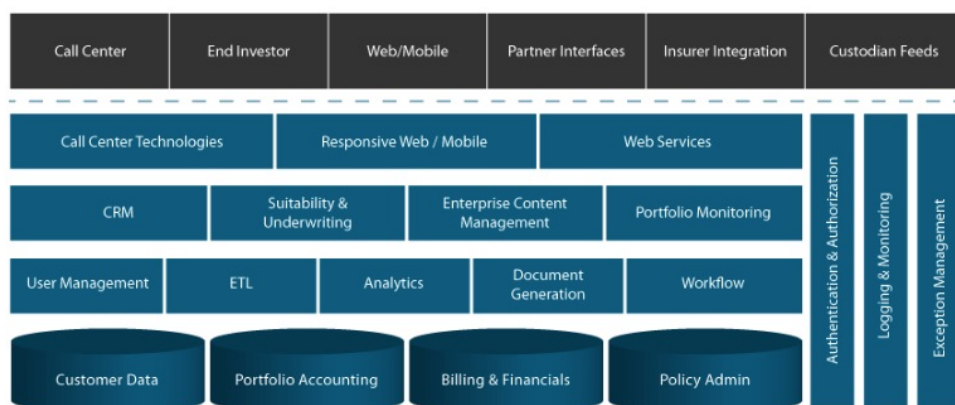 Call Center
End Investor
Web/Mobile
Partner Interfaces
Insurer Integration
Custodian Feeds
Call Center Technologies
Responsive Web / Mobile
Web Services
CRM
Suitability &
Underwriting
Enterprise Content
Management
Portfolio Monitoring
User Management
ETL
Analytics
Document
Generation
Workflow
Customer Data
Portfolio Accounting
Billing & Financials
Policy Admin
Authentication & Authorization
Logging & Monitoring
Exception Management